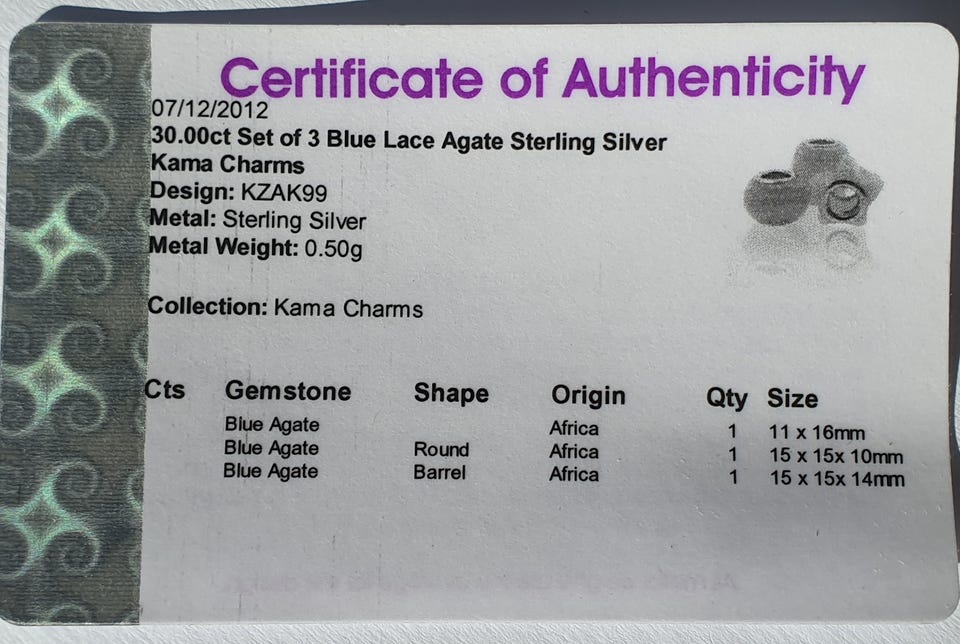 Certificate of Authenticity
07/12/2012
30.00ct Set of 3 Blue Lace Agate Sterling Silver
Kama Charms
Design: KZAK99
Metal: Sterling Silver
Metal Weight: 0.50g
Collection: Kama Charms
Cts Gemstone Shape Origin Qty Size
Blue Agate Africa 1 11 x 16mm
Blue Agate Round Africa 1 15 x 15x 10mm
Blue Agate Barrel Africa 1 15 x 15x 14mm